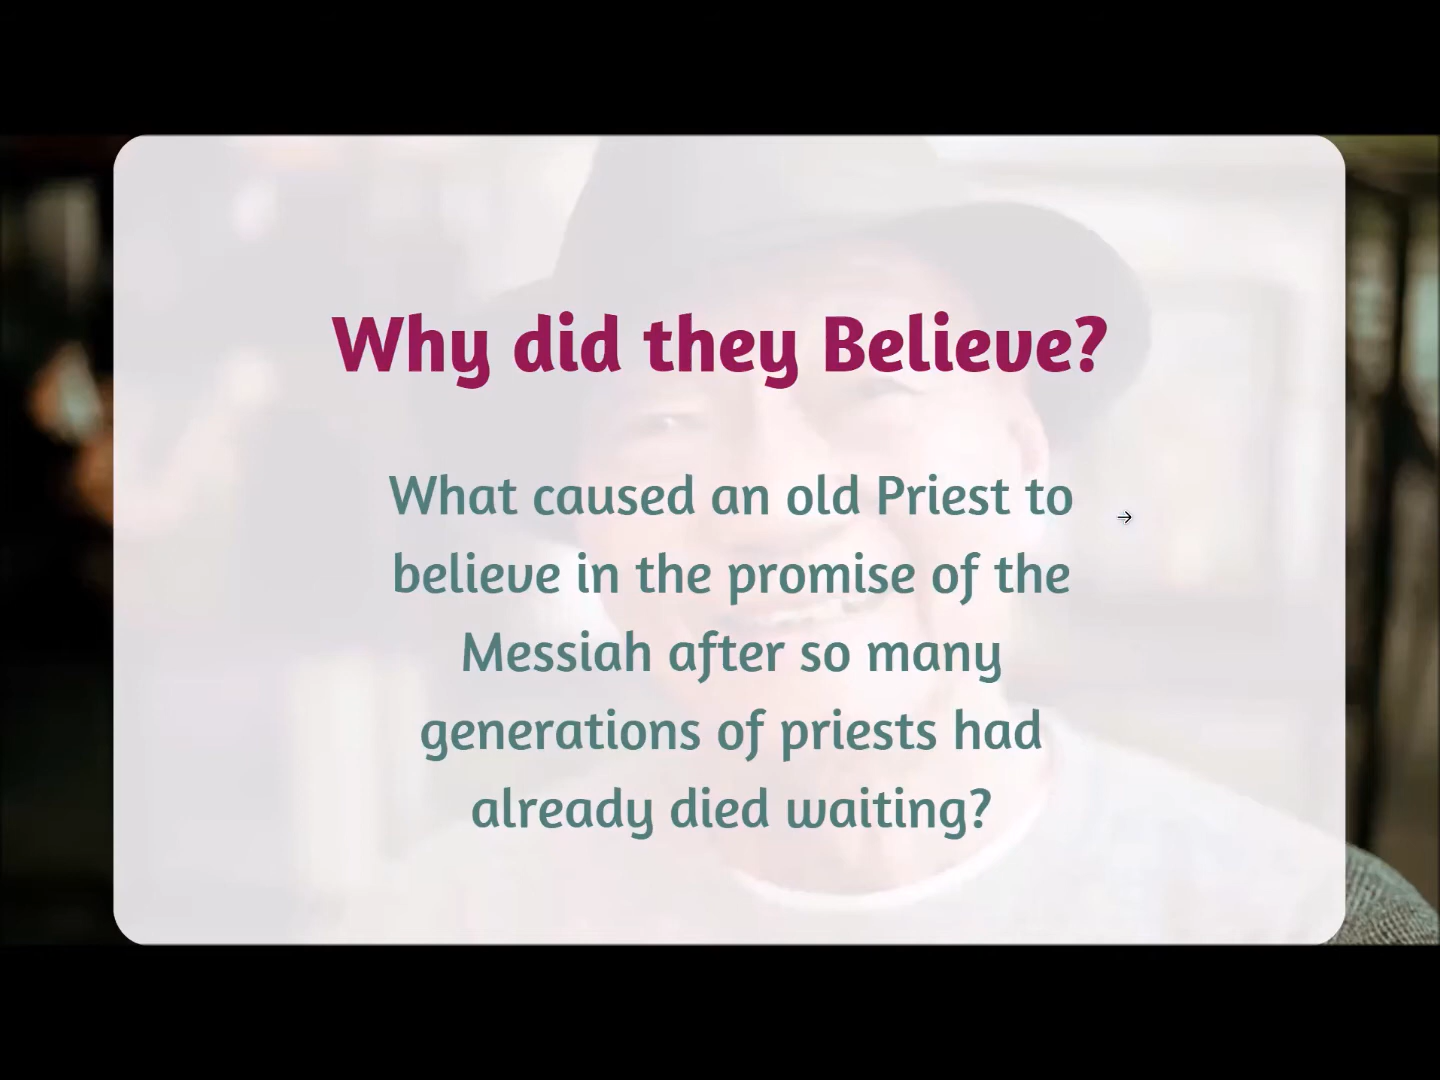 Why did they Believe?
What caused an old Priest to
believe in the promise of the
Messiah after so many
generations of priests had
already died waiting?